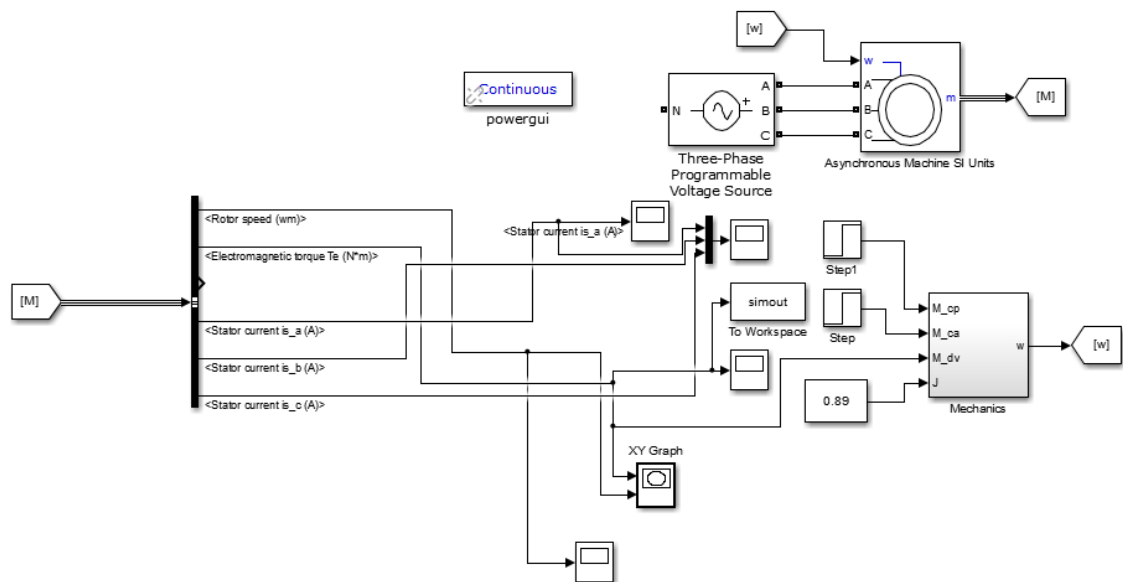 [w]
Continuous
powergui
w
A
B
C
m
[M]
N
+
A
B
C
Three-Phase
Programmable
Voltage Source
Asynchronous Machine SI Units
<Rotor speed (wm)>
<Stator current is_a (A)>
<Electromagnetic torque Te (N*m)>
Step1
[M]
simout
To Workspace
Step
M_cp
M_ca
M_dv
J
w
[w]
Mechanics
<Stator current is_a (A)>
<Stator current is_b (A)>
<Stator current is_c (A)>
0.89
XY Graph